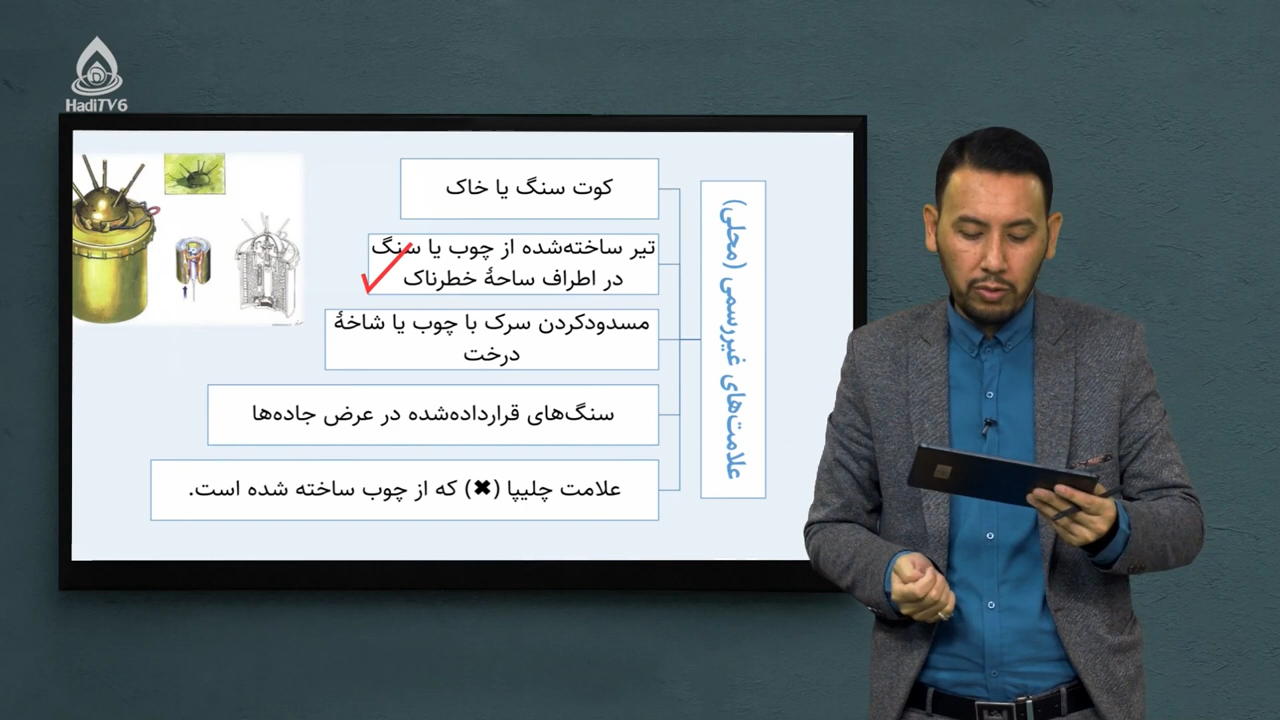 HadiTV6
علامت‌های غیررسمی (محلی)
کوت سنگ یا خاک
تیر ساخته‌شده از چوب یا سنگ
در اطراف ساحهٔ خطرناک
مسدودکردن سرک با چوب یا شاخهٔ
درخت
سنگ‌های قرارداده‌شده در عرض جاده‌ها
علامت چلیپا (✖) که از چوب ساخته شده است.